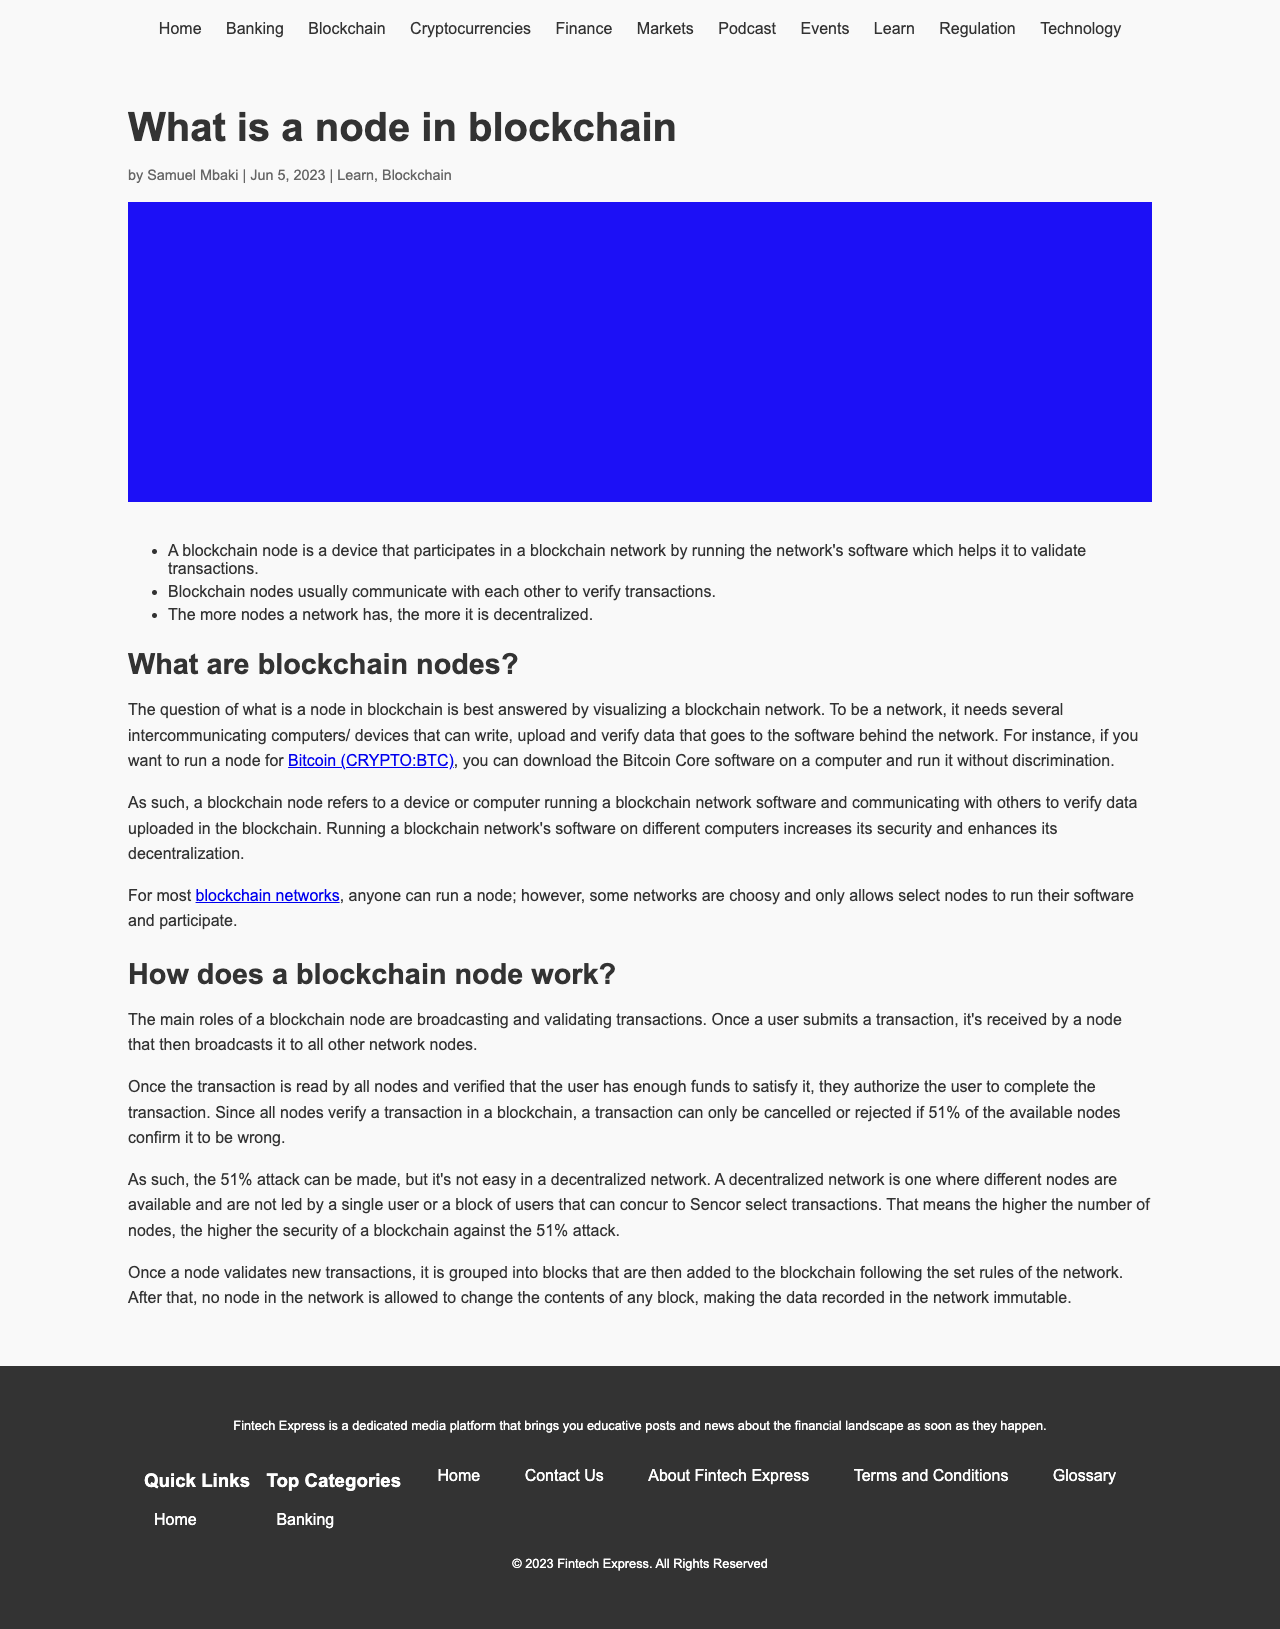 Home Banking Blockchain Cryptocurrencies Finance Markets Podcast Events Learn Regulation Technology
What is a node in blockchain
by Samuel Mbaki | Jun 5, 2023 | Learn, Blockchain
A blockchain node is a device that participates in a blockchain network by running the network's software which helps it to validate
transactions.
Blockchain nodes usually communicate with each other to verify transactions.
The more nodes a network has, the more it is decentralized.
What are blockchain nodes?
The question of what is a node in blockchain is best answered by visualizing a blockchain network. To be a network, it needs several
intercommunicating computers/ devices that can write, upload and verify data that goes to the software behind the network. For instance, if you
want to run a node for Bitcoin (CRYPTO:BTC), you can download the Bitcoin Core software on a computer and run it without discrimination.
As such, a blockchain node refers to a device or computer running a blockchain network software and communicating with others to verify data
uploaded in the blockchain. Running a blockchain network's software on different computers increases its security and enhances its
decentralization.
For most blockchain networks, anyone can run a node; however, some networks are choosy and only allows select nodes to run their software
and participate.
How does a blockchain node work?
The main roles of a blockchain node are broadcasting and validating transactions. Once a user submits a transaction, it's received by a node
that then broadcasts it to all other network nodes.
Once the transaction is read by all nodes and verified that the user has enough funds to satisfy it, they authorize the user to complete the
transaction. Since all nodes verify a transaction in a blockchain, a transaction can only be cancelled or rejected if 51% of the available nodes
confirm it to be wrong.
As such, the 51% attack can be made, but it's not easy in a decentralized network. A decentralized network is one where different nodes are
available and are not led by a single user or a block of users that can concur to Sencor select transactions. That means the higher the number of
nodes, the higher the security of a blockchain against the 51% attack.
Once a node validates new transactions, it is grouped into blocks that are then added to the blockchain following the set rules of the network.
After that, no node in the network is allowed to change the contents of any block, making the data recorded in the network immutable.
Fintech Express is a dedicated media platform that brings you educative posts and news about the financial landscape as soon as they happen.
Quick Links Top Categories Home Contact Us About Fintech Express Terms and Conditions Glossary
Home Banking
© 2023 Fintech Express. All Rights Reserved